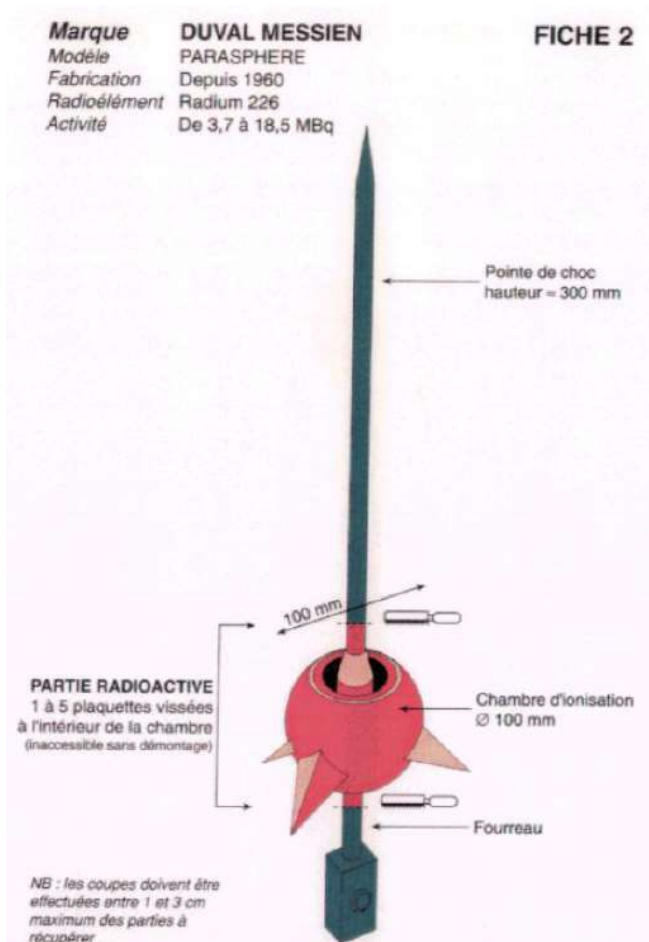 Marque DUVAL MESSIEN
FICHE 2
Modèle PARASPHERE
Fabrication Depuis 1960
Radioélément Radium 226
Activité De 3,7 à 18,5 MBq
Pointe de choc
hauteur = 300 mm
100 mm
PARTIE RADIOACTIVE
1 à 5 plaquettes vissées
à l'intérieur de la chambre
(inaccessible sans démontage)
Chambre d'ionisation
Ø 100 mm
Fourreau
NB : les coupes doivent être
effectuées entre 1 et 3 cm
maximum des parties à
récupérer